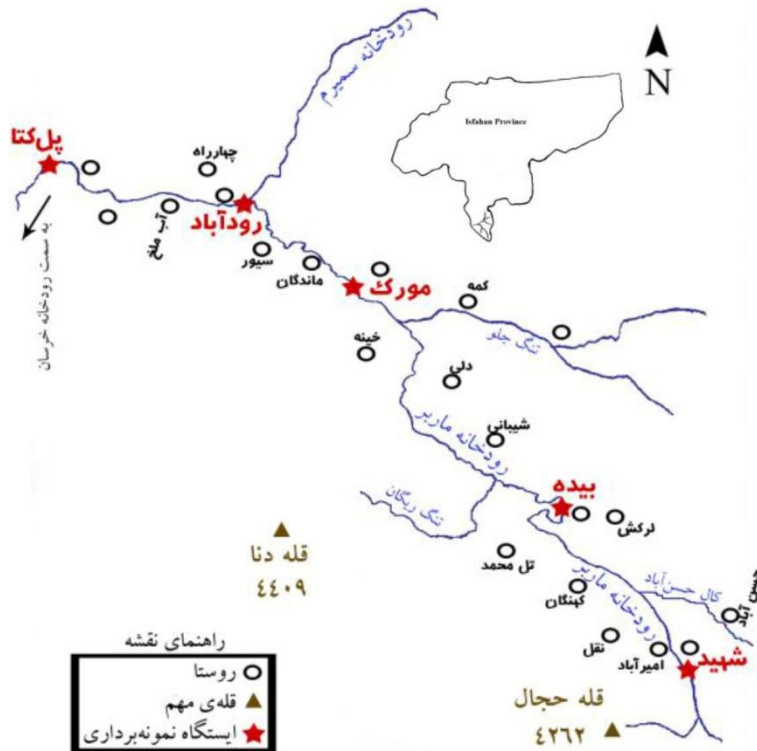 رودخانه سمیرم
N
Isfahan Province
پل‌کتا
چهارراه
رودآباد
آب ملخ
سیور
ماندگان
مورک
کمه
به سمت رودخانه خرسان
خینه
تنگ جلو
دلی
شیبانی
رودخانه ماربر
بیده
لرکش
تنگ ریگان
تل محمد
قله دنا
٤٤٠٩
کهنگان
رودخانه ماربر
کال حسن‌آباد
حسن آباد
نقل
امیرآباد
شهید
قله حجال
٤٢٦٢
راهنمای نقشه
روستا
قله‌ی مهم
ایستگاه نمونه‌برداری